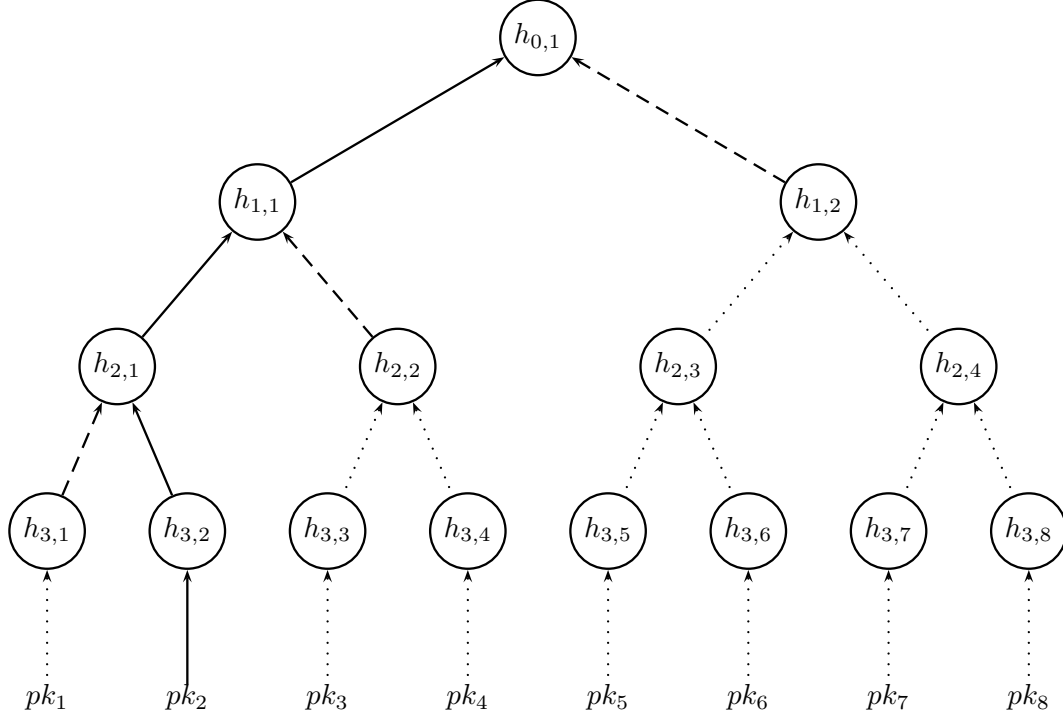 h₀,₁
h₁,₁ h₁,₂
h₂,₁ h₂,₂ h₂,₃ h₂,₄
h₃,₁ h₃,₂ h₃,₃ h₃,₄ h₃,₅ h₃,₆ h₃,₇ h₃,₈
pk₁ pk₂ pk₃ pk₄ pk₅ pk₆ pk₇ pk₈